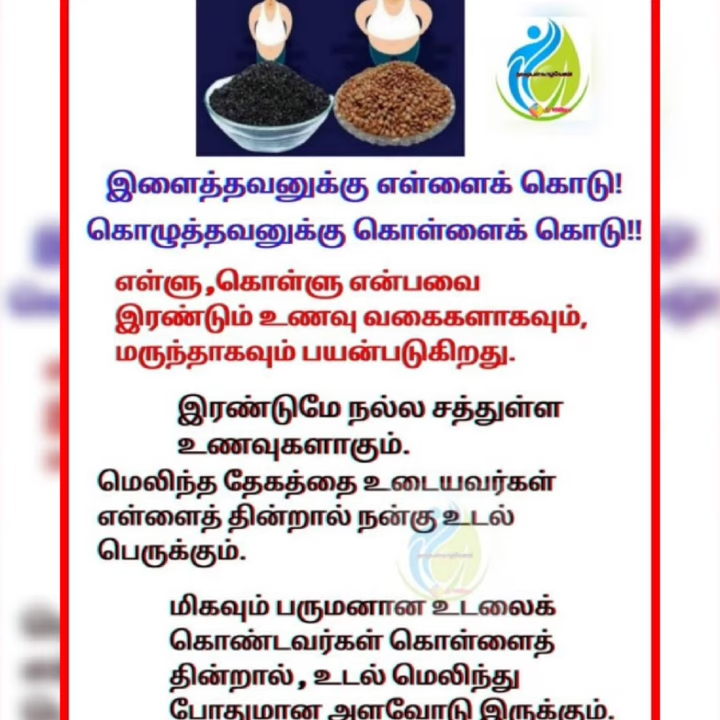 இளைத்தவனுக்கு எள்ளைக் கொடு!
கொழுத்தவனுக்கு கொள்ளைக் கொடு!!
எள்ளு,கொள்ளு என்பவை
இரண்டும் உணவு வகைகளாகவும்,
மருந்தாகவும் பயன்படுகிறது.
இரண்டுமே நல்ல சத்துள்ள
உணவுகளாகும்.
மெலிந்த தேகத்தை உடையவர்கள்
எள்ளைத் தின்றால் நன்கு உடல்
பெருக்கும்.
மிகவும் பருமனான உடலைக்
கொண்டவர்கள் கொள்ளைத்
தின்றால், உடல் மெலிந்து
போதுமான அளவோடு இருக்கும்.